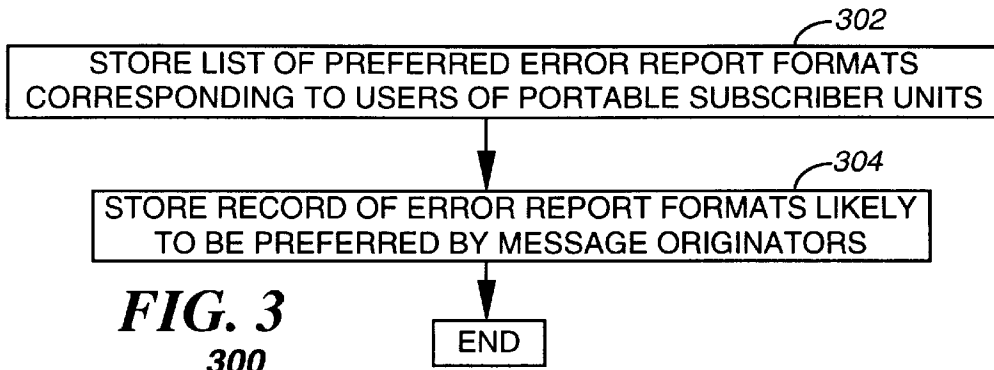 302
STORE LIST OF PREFERRED ERROR REPORT FORMATS
CORRESPONDING TO USERS OF PORTABLE SUBSCRIBER UNITS
304
STORE RECORD OF ERROR REPORT FORMATS LIKELY
TO BE PREFERRED BY MESSAGE ORIGINATORS
FIG. 3
300
END